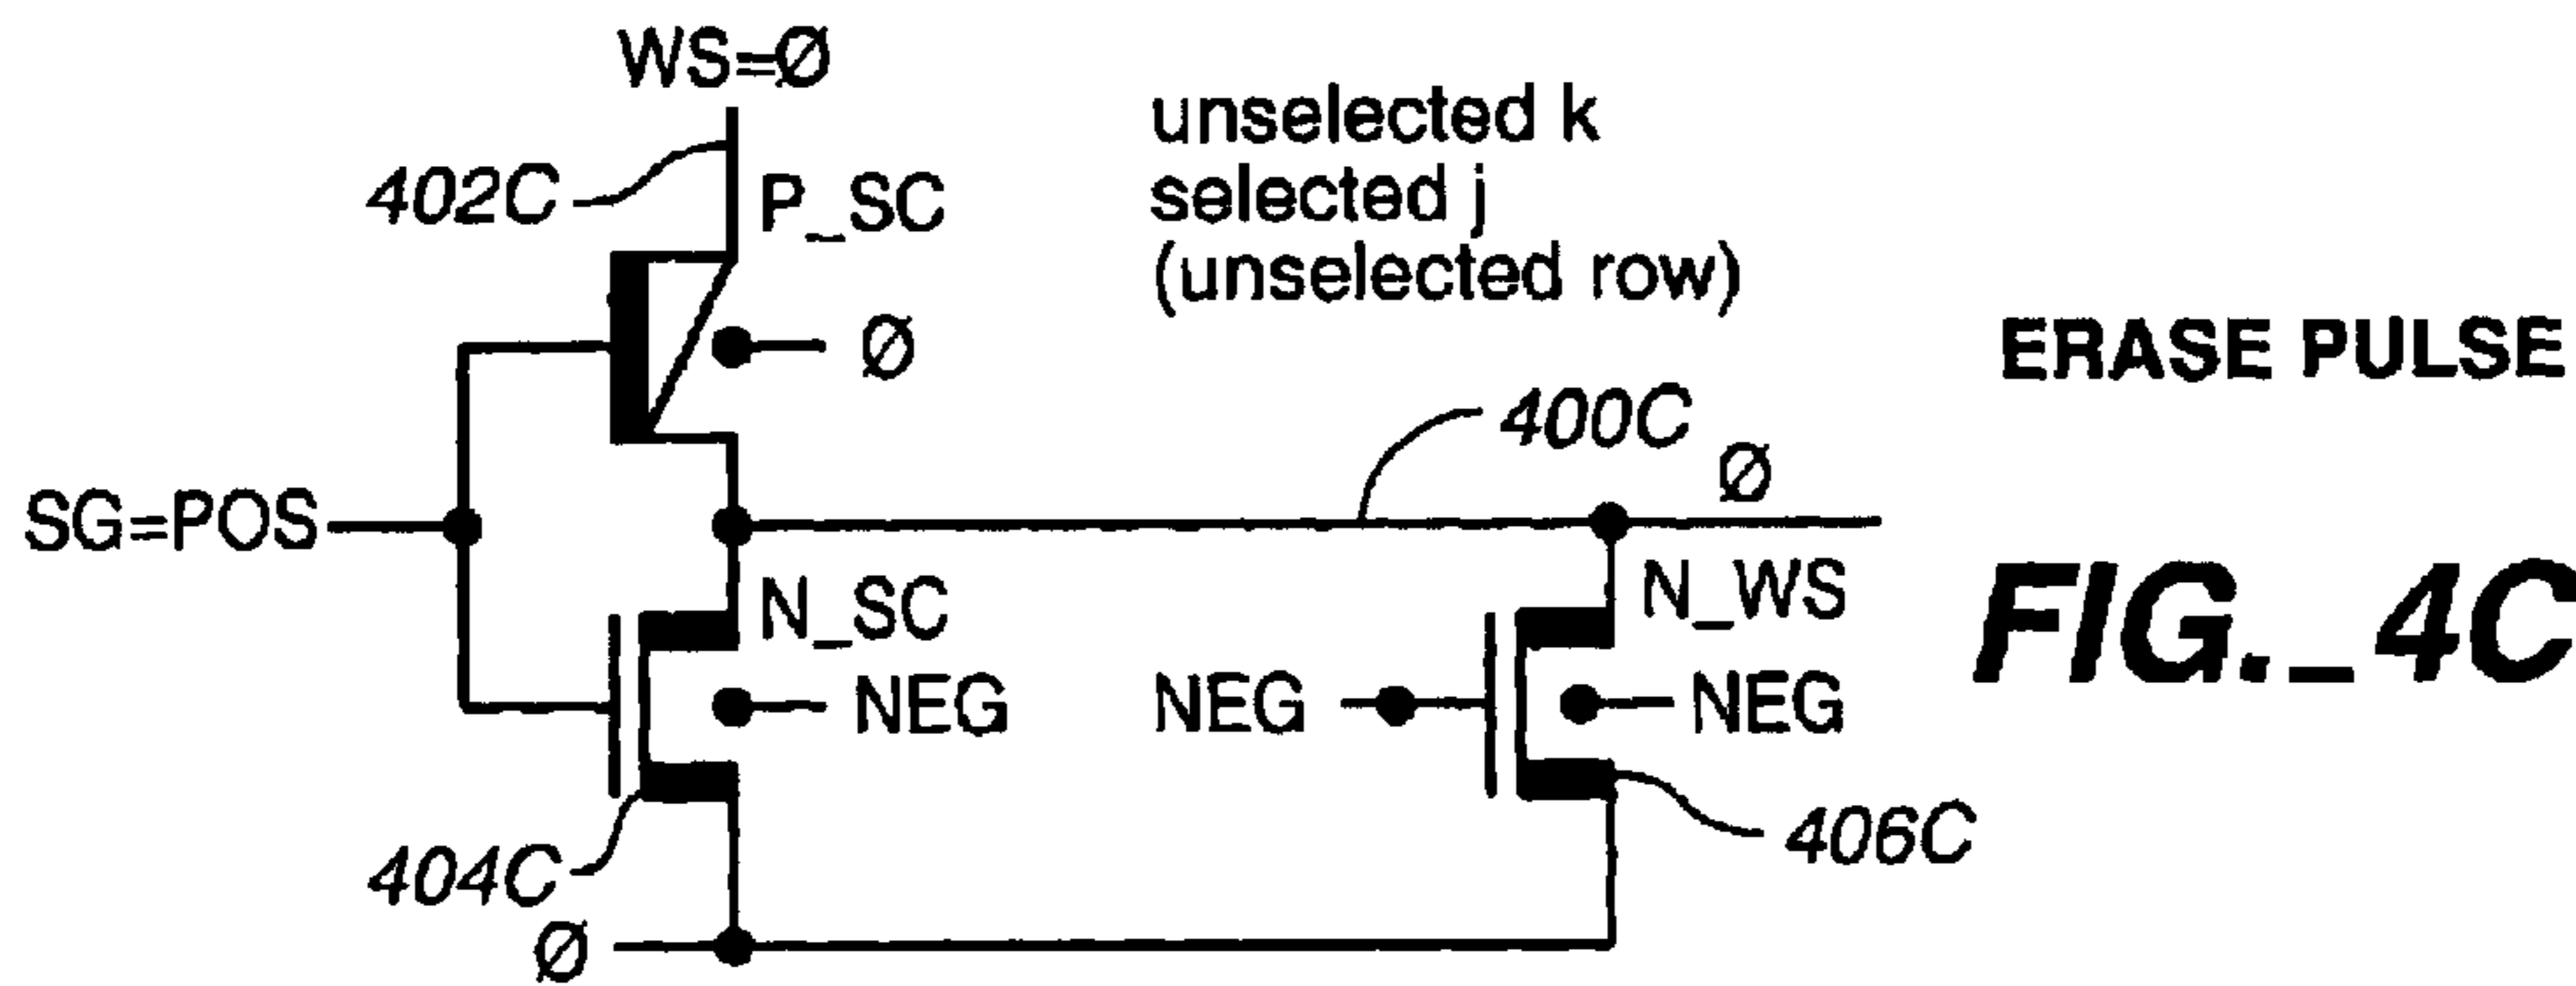 WS=Ø
402C
P_SC
unselected k
selected j
(unselected row)
Ø
ERASE PULSE
400C
Ø
SG=POS
N_SC
N_WS
FIG._4C
NEG
NEG
NEG
404C
406C
Ø